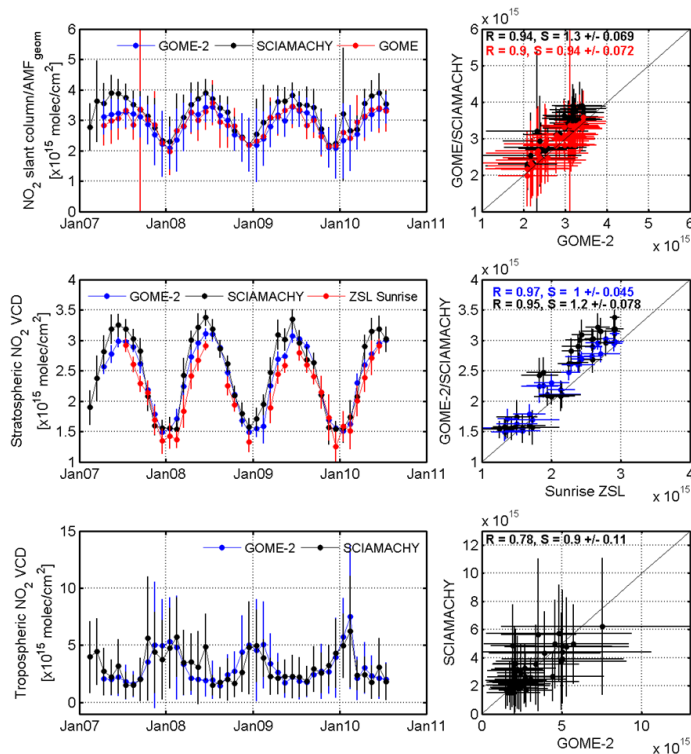 x 10^15
R = 0.94, S = 1.3 +/- 0.069
R = 0.9, S = 0.94 +/- 0.072
GOME-2 SCIAMACHY GOME
NO2 slant column/AMFgeom
[x10^15 molec/cm^2]
6
5
4
3
2
1
0
Jan07 Jan08 Jan09 Jan10 Jan11
GOME/SCIAMACHY
6
5
4
3
2
1
1 2 3 4 5 6
GOME-2
x 10^15
x 10^15
R = 0.97, S = 1 +/- 0.045
R = 0.95, S = 1.2 +/- 0.078
GOME-2 SCIAMACHY ZSL Sunrise
Stratospheric NO2 VCD
[x10^15 molec/cm^2]
4
3.5
3
2.5
2
1.5
1
Jan07 Jan08 Jan09 Jan10 Jan11
GOME-2/SCIAMACHY
4
3.5
3
2.5
2
1.5
1
1 2 3 4
Sunrise ZSL
x 10^15
x 10^15
R = 0.78, S = 0.9 +/- 0.11
GOME-2 SCIAMACHY
Tropospheric NO2 VCD
[x10^15 molec/cm^2]
15
10
5
0
Jan07 Jan08 Jan09 Jan10 Jan11
SCIAMACHY
12
10
8
6
4
2
0
0 5 10
GOME-2
x 10^15